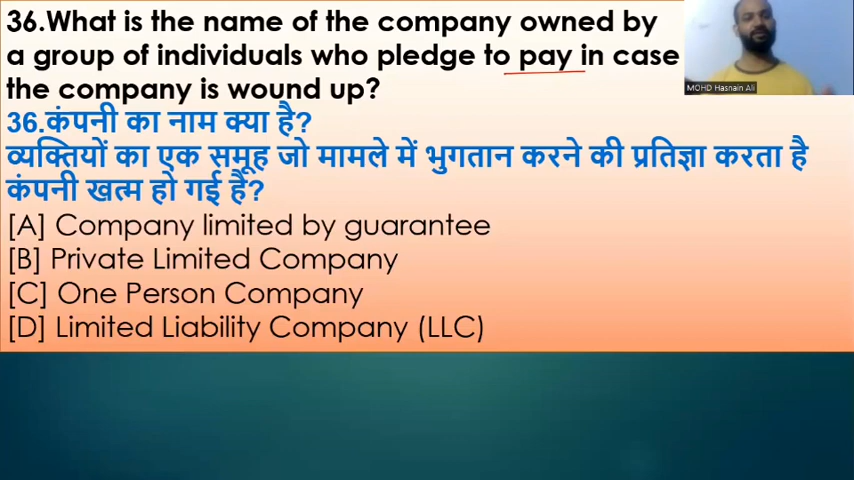 36.What is the name of the company owned by
a group of individuals who pledge to pay in case
the company is wound up?
MOHD Hasnain Ali
36.कंपनी का नाम क्या है?
व्यक्तियों का एक समूह जो मामले में भुगतान करने की प्रतिज्ञा करता है
कंपनी खत्म हो गई है?
[A] Company limited by guarantee
[B] Private Limited Company
[C] One Person Company
[D] Limited Liability Company (LLC)